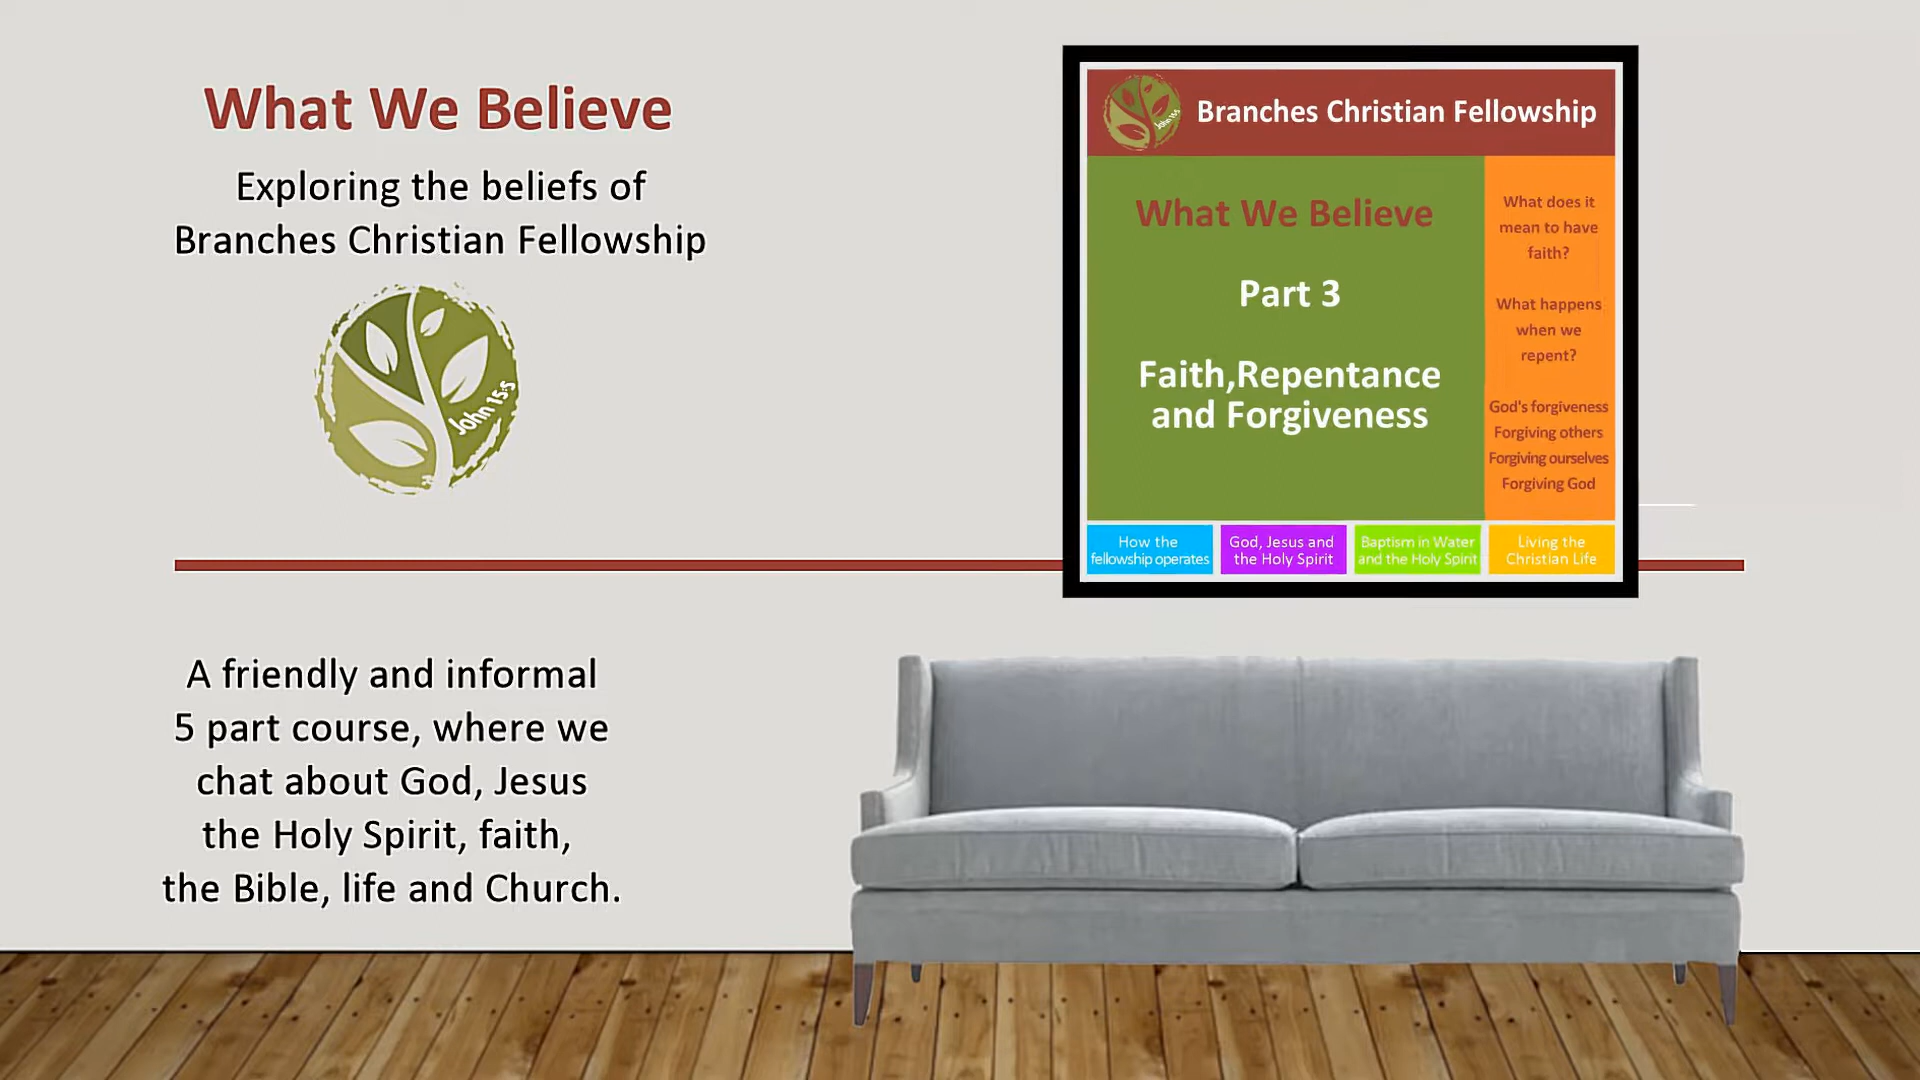 What We Believe
Exploring the beliefs of
Branches Christian Fellowship
John 15:5
A friendly and informal
5 part course, where we
chat about God, Jesus
the Holy Spirit, faith,
the Bible, life and Church.
John 15:5
Branches Christian Fellowship
What We Believe
Part 3
Faith,Repentance
and Forgiveness
What does it
mean to have
faith?
What happens
when we
repent?
God's forgiveness
Forgiving others
Forgiving ourselves
Forgiving God
How the
fellowship operates
God, Jesus and
the Holy Spirit
Baptism in Water
and the Holy Spirit
Living the
Christian Life